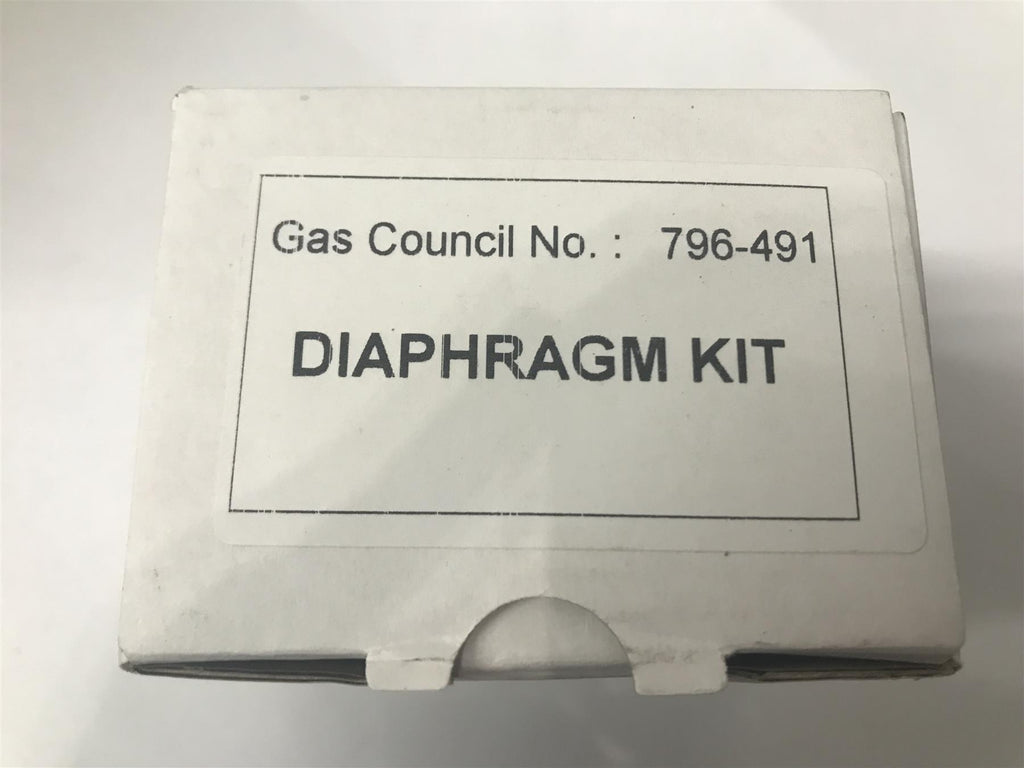 Gas Council No. : 796-491
DIAPHRAGM KIT